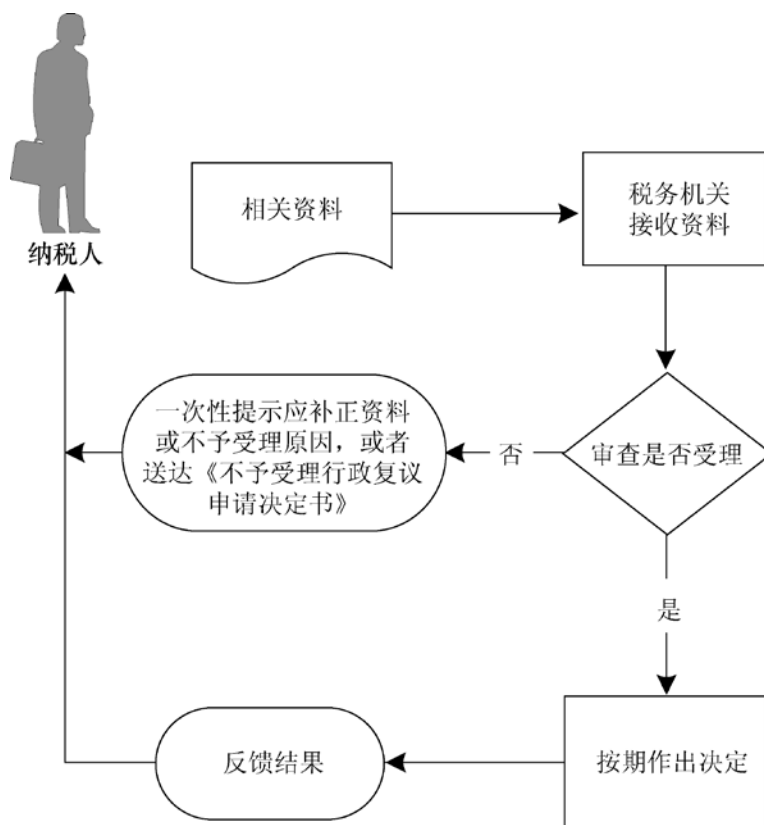 纳税人
相关资料
税务机关
接收资料
一次性提示应补正资料
或不予受理原因，或者
送达《不予受理行政复议
申请决定书》
否
审查是否受理
是
反馈结果
按期作出决定